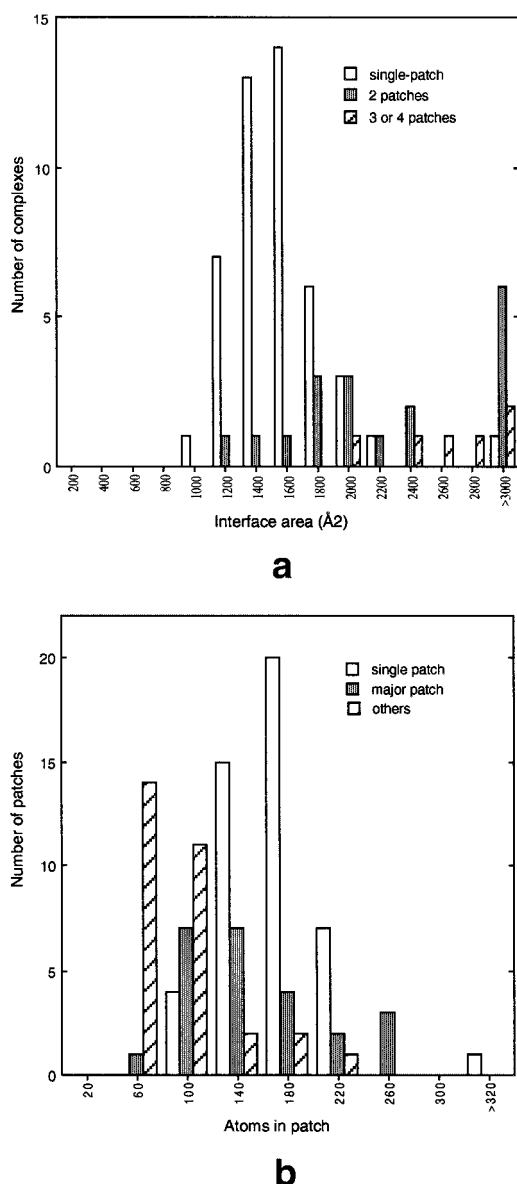 15
10
5
0
Number of complexes
single-patch
2 patches
3 or 4 patches
200
400
600
800
1000
1200
1400
1600
1800
2000
2200
2400
2600
2800
>3000
Interface area (Å2)
a
20
15
10
5
0
Number of patches
single patch
major patch
others
20
60
100
140
180
220
260
300
>320
Atoms in patch
b